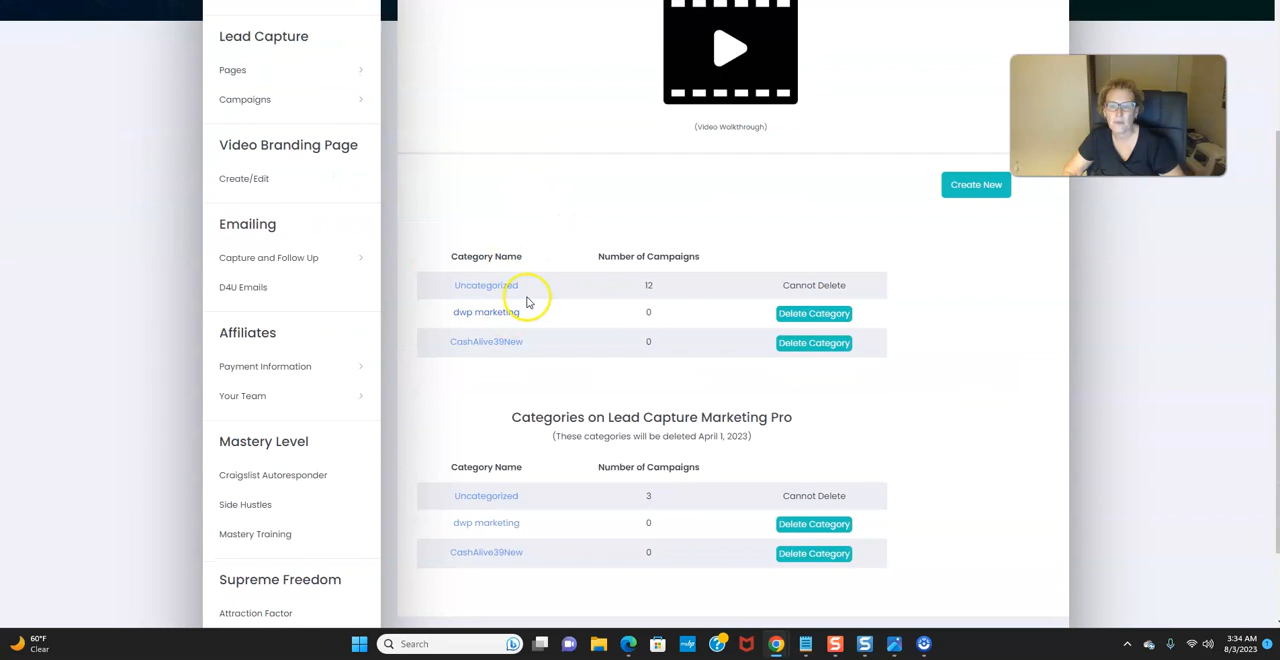 Lead Capture
Pages
Campaigns
Video Branding Page
Create/Edit
Emailing
Capture and Follow Up
D4U Emails
Affiliates
Payment Information
Your Team
Mastery Level
Craigslist Autoresponder
Side Hustles
Mastery Training
Supreme Freedom
Attraction Factor
(Video Walkthrough)
Create New
Category Name Number of Campaigns
Uncategorized 12 Cannot Delete
dwp marketing 0 Delete Category
CashAlive39New 0 Delete Category
Categories on Lead Capture Marketing Pro
(These categories will be deleted April 1, 2023)
Category Name Number of Campaigns
Uncategorized 3 Cannot Delete
dwp marketing 0 Delete Category
CashAlive39New 0 Delete Category
60°F
Clear
Search
3:34 AM
8/3/2023